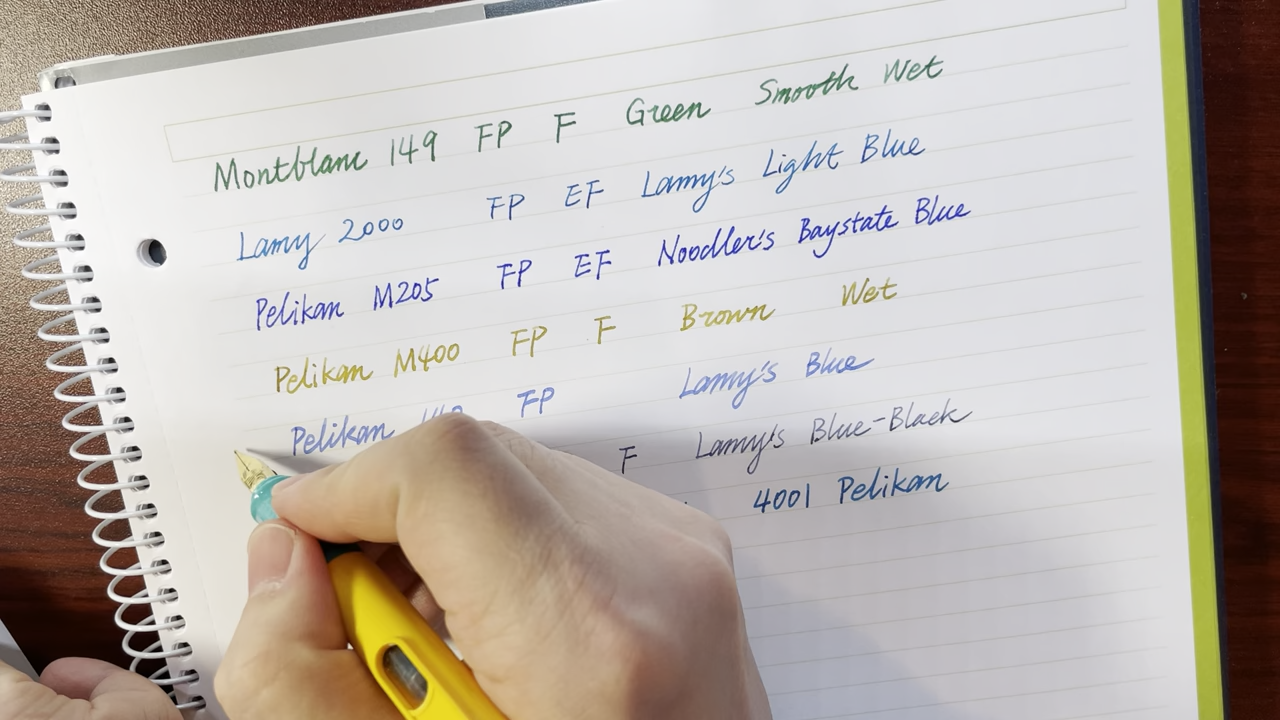 Montblanc 149 FP F Green Smooth Wet
Lamy 2000 FP EF Lamy's Light Blue
Pelikan M205 FP EF Noodler's Baystate Blue
Pelikan M400 FP F Brown Wet
Pelikan 140 FP Lamy's Blue
F Lamy's Blue-Black
4001 Pelikan